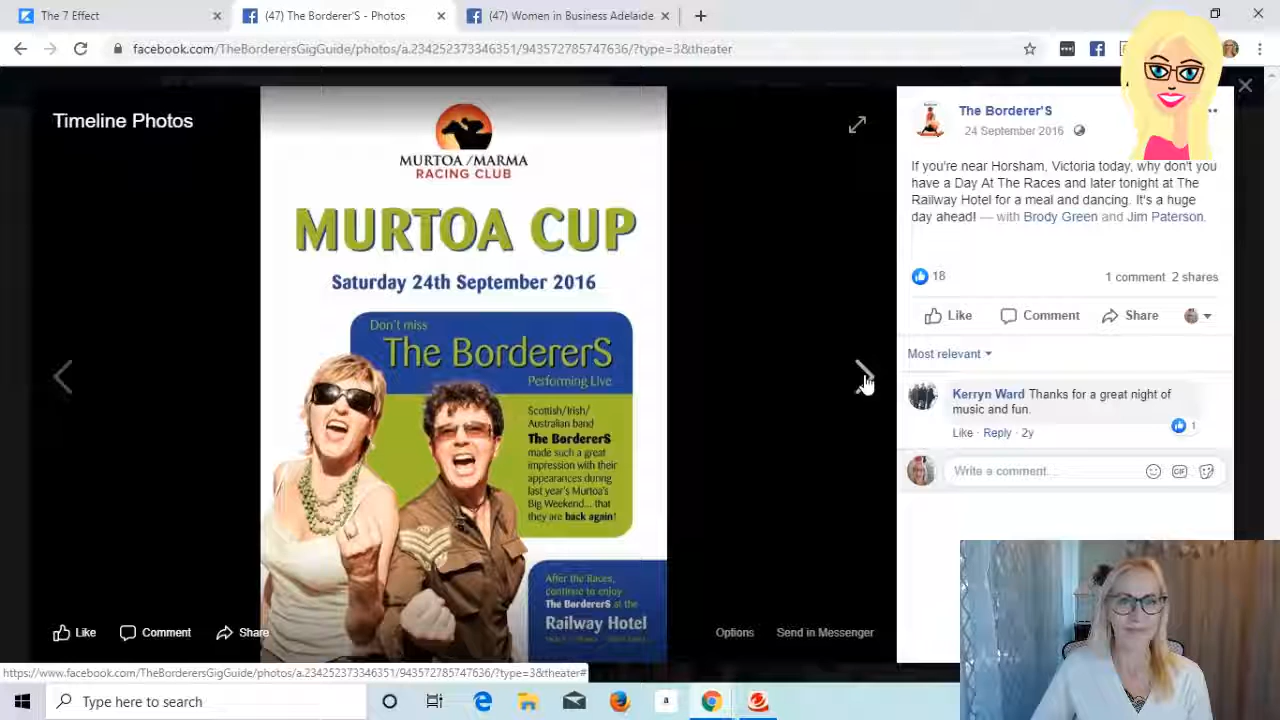 The 7 Effect
(47) The Borderer'S - Photos
(47) Women in Business Adelaide
facebook.com/TheBorderersGigGuide/photos/a.234252373346351/943572785747636/?type=3&theater
Timeline Photos
MURTOA/MARMA
RACING CLUB
MURTOA CUP
Saturday 24th September 2016
Don't miss
The BordererS
Performing Live
Scottish/Irish/
Australian band
The BordererS
made such a great
impression with their
appearances during
last year's Murtoa's
Big Weekend... that
they are back again!
After the Races,
continue to enjoy
The BordererS at the
Railway Hotel
Like
Comment
Share
Options
Send in Messenger
The Borderer'S
24 September 2016
If you're near Horsham, Victoria today, why don't you
have a Day At The Races and later tonight at The
Railway Hotel for a meal and dancing. It's a huge
day ahead! — with Brody Green and Jim Paterson.
18
1 comment 2 shares
Like
Comment
Share
Most relevant
Kerryn Ward Thanks for a great night of
music and fun.
Like · Reply · 2y
1
Write a comment...
GIF
https://www.facebook.com/TheBorderersGigGuide/photos/a.234252373346351/943572785747636/?type=3&theater#
Type here to search
a